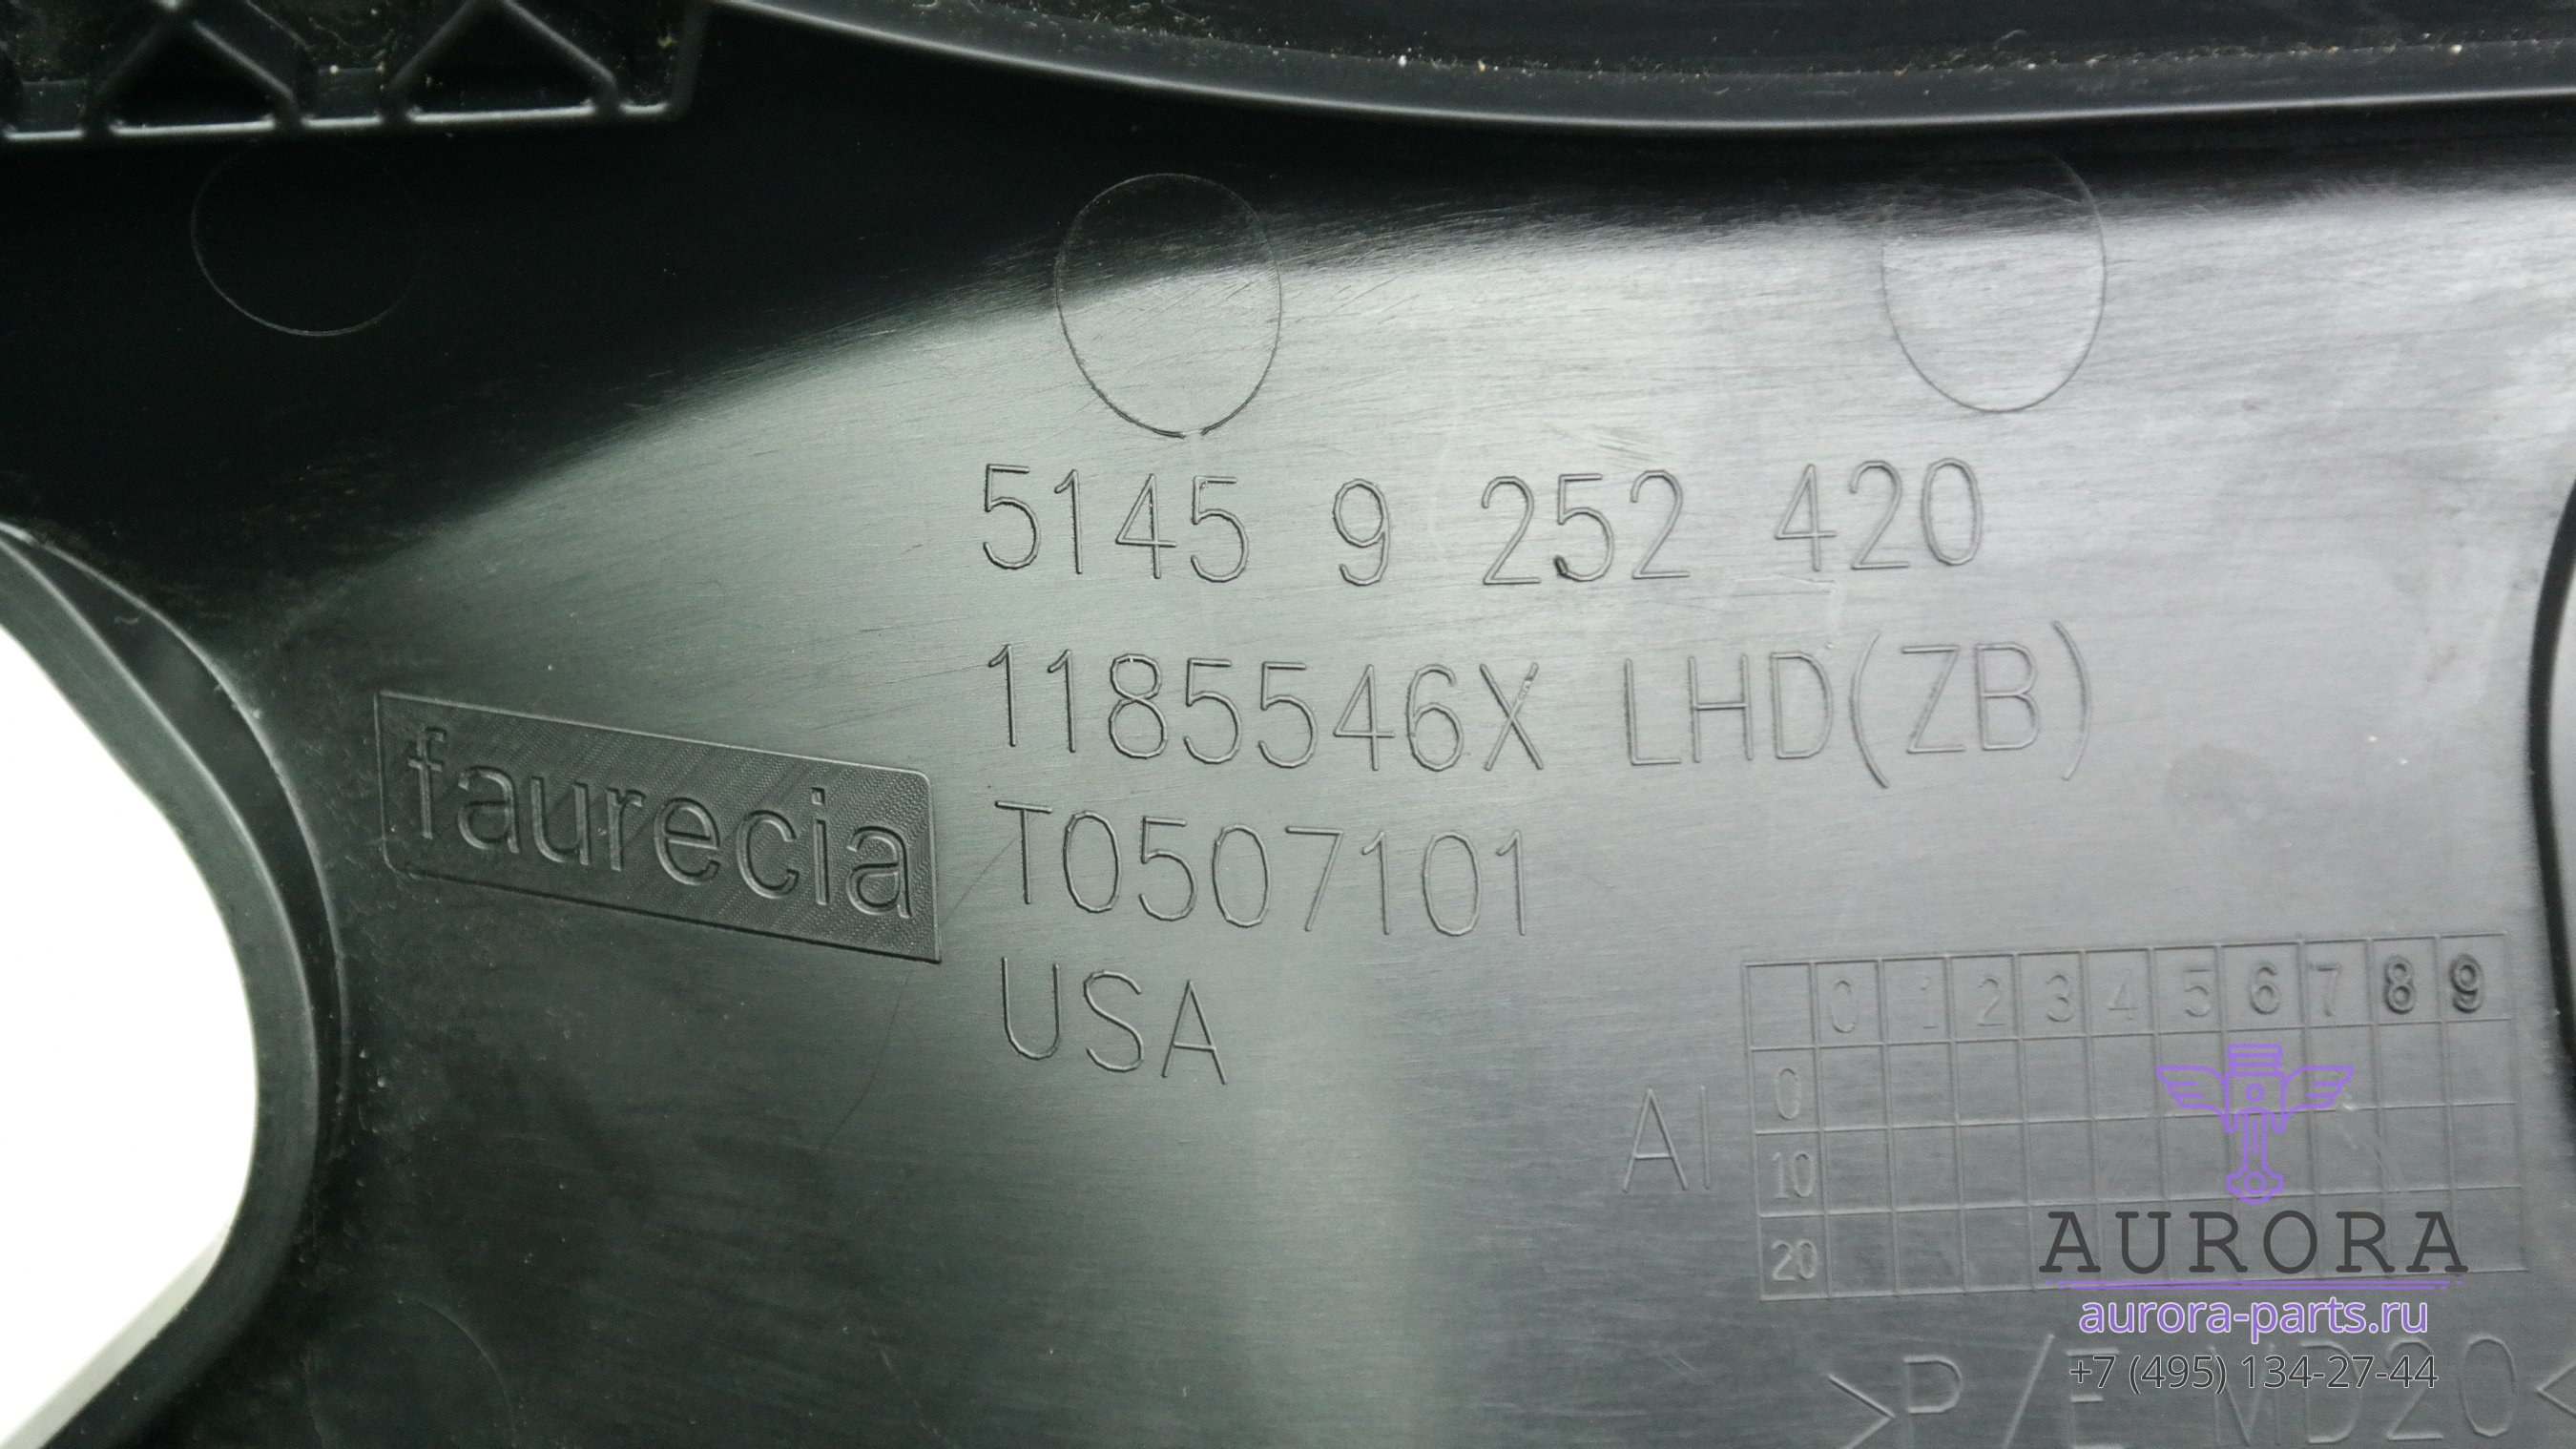 5145 9 252 420
1185546X LHD(ZB)
faurecia
T0507101
USA
0 1 2 3 4 5 6 7 8 9
AI
0
10
20
AURORA
aurora-parts.ru
+7 (495) 134-27-44
>P/E MD20<